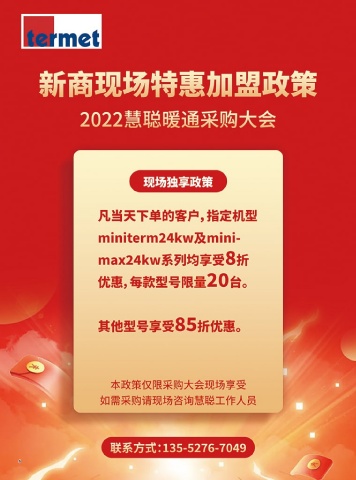 termet
新商现场特惠加盟政策
2022慧聪暖通采购大会
现场独享政策
凡当天下单的客户,指定机型
miniterm24kw及mini-
max24kw系列均享受8折
优惠,每款型号限量20台。
其他型号享受85折优惠。
本政策仅限采购大会现场享受
如需采购请现场咨询慧聪工作人员
联系方式:135-5276-7049